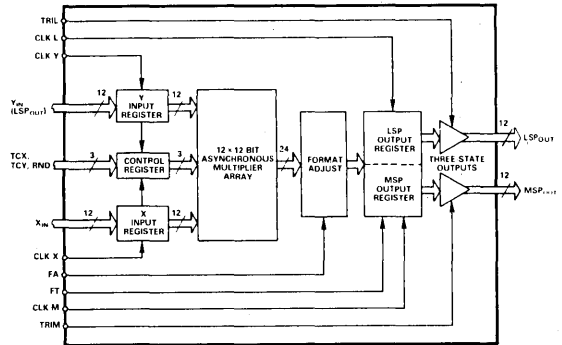 TRIL
CLK L
CLK Y
12
Y
INPUT
REGISTER
12
YIN
(LSPOUT)
TCX,
TCY, RND
3
CONTROL
REGISTER
3
12 × 12 BIT
ASYNCHRONOUS
MULTIPLIER
ARRAY
24
FORMAT
ADJUST
LSP
OUTPUT
REGISTER
MSP OUTPUT
REGISTER
THREE STATE
OUTPUTS
12
LSPOUT
12
MSPOUT
XIN
12
X
INPUT
REGISTER
12
CLK X
FA
FT
CLK M
TRIM